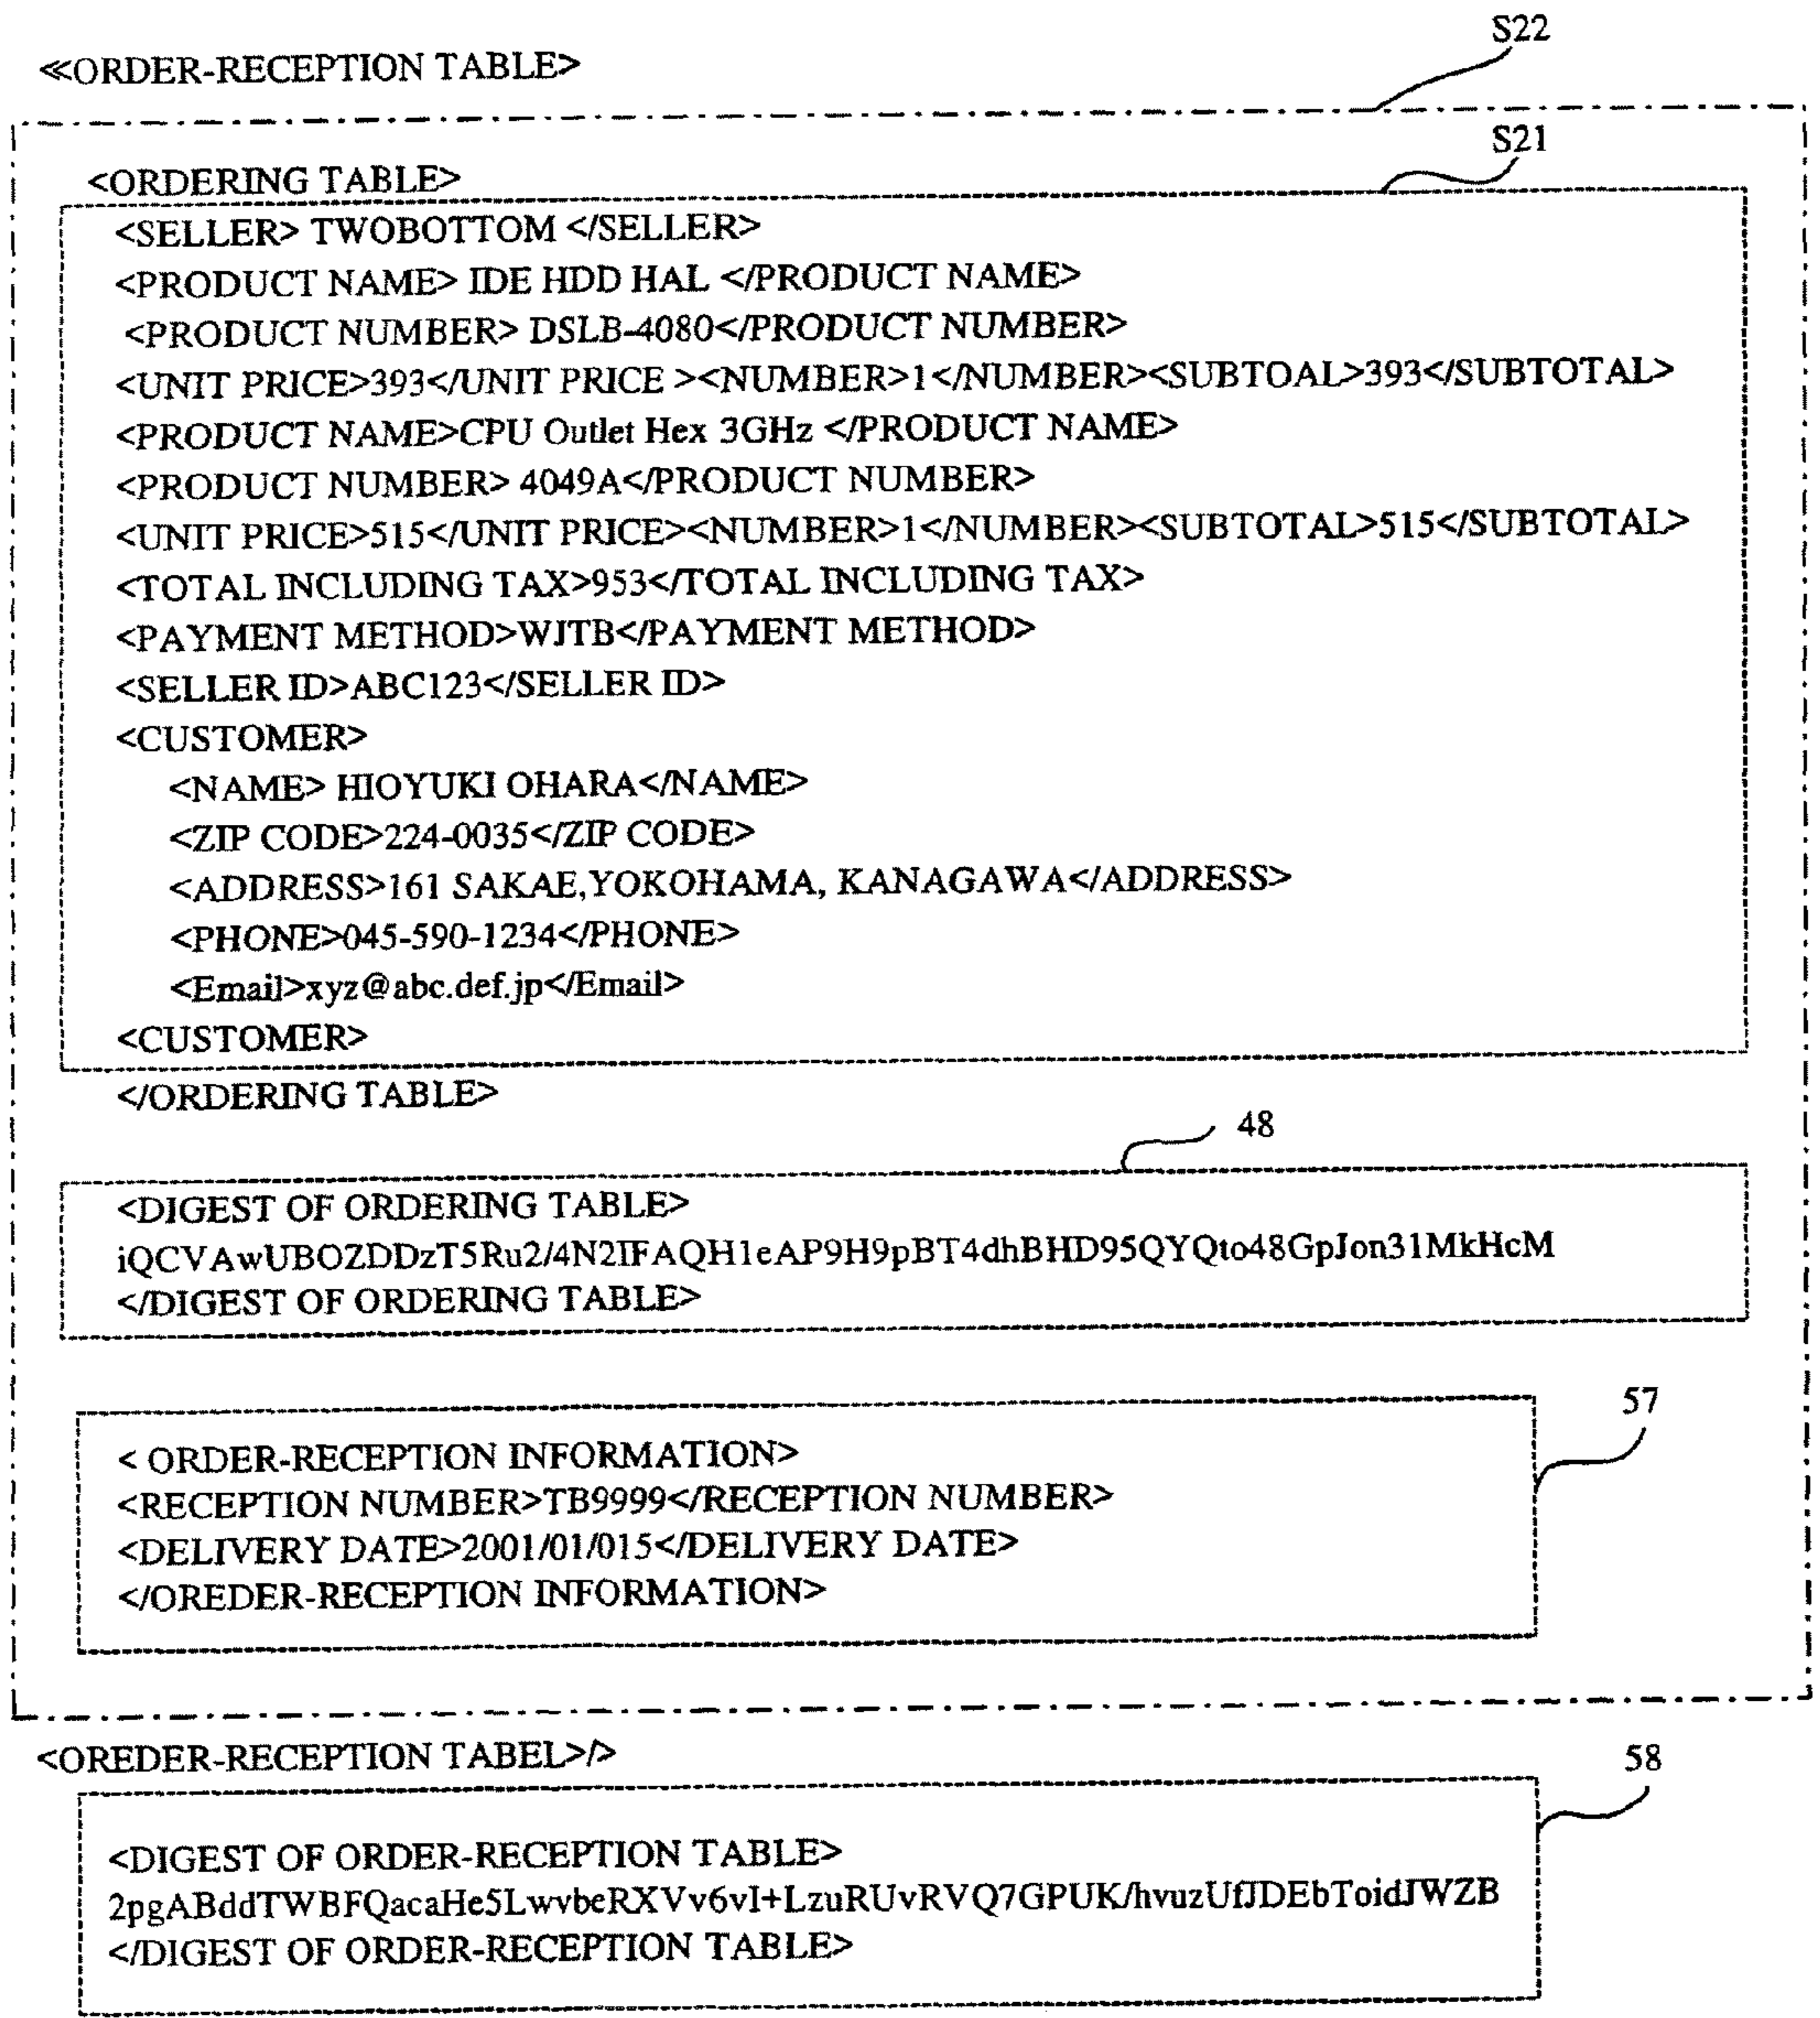 S22
≪ORDER-RECEPTION TABLE>
S21
<ORDERING TABLE>
<SELLER> TWOBOTTOM </SELLER>
<PRODUCT NAME> IDE HDD HAL </PRODUCT NAME>
<PRODUCT NUMBER> DSLB-4080</PRODUCT NUMBER>
<UNIT PRICE>393</UNIT PRICE ><NUMBER>1</NUMBER><SUBTOAL>393</SUBTOTAL>
<PRODUCT NAME>CPU Outlet Hex 3GHz </PRODUCT NAME>
<PRODUCT NUMBER> 4049A</PRODUCT NUMBER>
<UNIT PRICE>515</UNIT PRICE><NUMBER>1</NUMBER><SUBTOTAL>515</SUBTOTAL>
<TOTAL INCLUDING TAX>953</TOTAL INCLUDING TAX>
<PAYMENT METHOD>WJTB</PAYMENT METHOD>
<SELLER ID>ABC123</SELLER ID>
<CUSTOMER>
<NAME> HIOYUKI OHARA</NAME>
<ZIP CODE>224-0035</ZIP CODE>
<ADDRESS>161 SAKAE,YOKOHAMA, KANAGAWA</ADDRESS>
<PHONE>045-590-1234</PHONE>
<Email>xyz@abc.def.jp</Email>
<CUSTOMER>
</ORDERING TABLE>
48
<DIGEST OF ORDERING TABLE>
iQCVAwUBOZDDzT5Ru2/4N2IFAQH1eAP9H9pBT4dhBHD95QYQto48GpJon31MkHcM
</DIGEST OF ORDERING TABLE>
57
< ORDER-RECEPTION INFORMATION>
<RECEPTION NUMBER>TB9999</RECEPTION NUMBER>
<DELIVERY DATE>2001/01/015</DELIVERY DATE>
</OREDER-RECEPTION INFORMATION>
<OREDER-RECEPTION TABEL>/>
58
<DIGEST OF ORDER-RECEPTION TABLE>
2pgABddTWBFQacaHe5LwvbeRXVv6vI+LzuRUvRVQ7GPUK/hvuzUfJDEbToidJWZB
</DIGEST OF ORDER-RECEPTION TABLE>